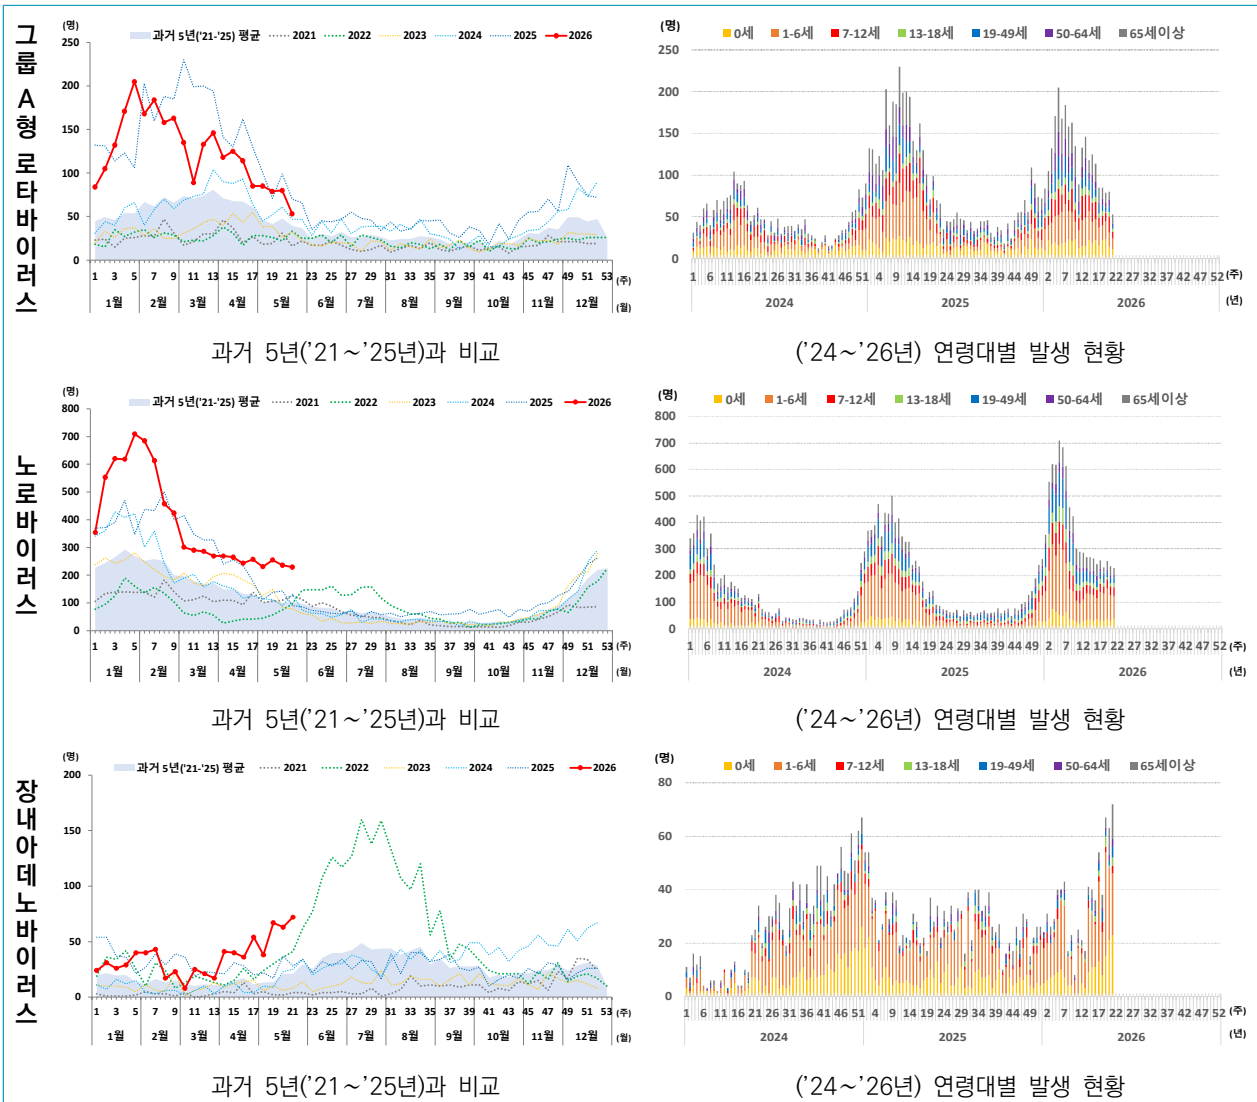 그룹 A형 로타바이러스
(명)
과거 5년('21-'25) 평균 2021 2022 2023 2024 2025 2026
250
200
150
100
50
0
1 3 5 7 9 11 13 15 17 19 21 23 25 27 29 31 33 35 37 39 41 43 45 47 49 51 53 (주)
1월 2월 3월 4월 5월 6월 7월 8월 9월 10월 11월 12월 (월)
과거 5년('21~'25년)과 비교
(명)
0세 1-6세 7-12세 13-18세 19-49세 50-64세 65세이상
250
200
150
100
50
0
1 6 11 16 21 26 31 36 41 46 51 4 9 14 19 24 29 34 39 44 49 2 7 12 17 22 27 32 37 42 47 52 (주)
2024 2025 2026 (년)
('24~'26년) 연령대별 발생 현황
노로바이러스
(명)
과거 5년('21-'25) 평균 2021 2022 2023 2024 2025 2026
800
700
600
500
400
300
200
100
0
1 3 5 7 9 11 13 15 17 19 21 23 25 27 29 31 33 35 37 39 41 43 45 47 49 51 53 (주)
1월 2월 3월 4월 5월 6월 7월 8월 9월 10월 11월 12월 (월)
과거 5년('21~'25년)과 비교
(명)
0세 1-6세 7-12세 13-18세 19-49세 50-64세 65세이상
800
700
600
500
400
300
200
100
0
1 6 11 16 21 26 31 36 41 46 51 4 9 14 19 24 29 34 39 44 49 2 7 12 17 22 27 32 37 42 47 52 (주)
2024 2025 2026 (년)
('24~'26년) 연령대별 발생 현황
장내아데노바이러스
(명)
과거 5년('21-'25) 평균 2021 2022 2023 2024 2025 2026
200
150
100
50
0
1 3 5 7 9 11 13 15 17 19 21 23 25 27 29 31 33 35 37 39 41 43 45 47 49 51 53 (주)
1월 2월 3월 4월 5월 6월 7월 8월 9월 10월 11월 12월 (월)
과거 5년('21~'25년)과 비교
(명)
0세 1-6세 7-12세 13-18세 19-49세 50-64세 65세이상
80
60
40
20
0
1 6 11 16 21 26 31 36 41 46 51 4 9 14 19 24 29 34 39 44 49 2 7 12 17 22 27 32 37 42 47 52 (주)
2024 2025 2026 (년)
('24~'26년) 연령대별 발생 현황